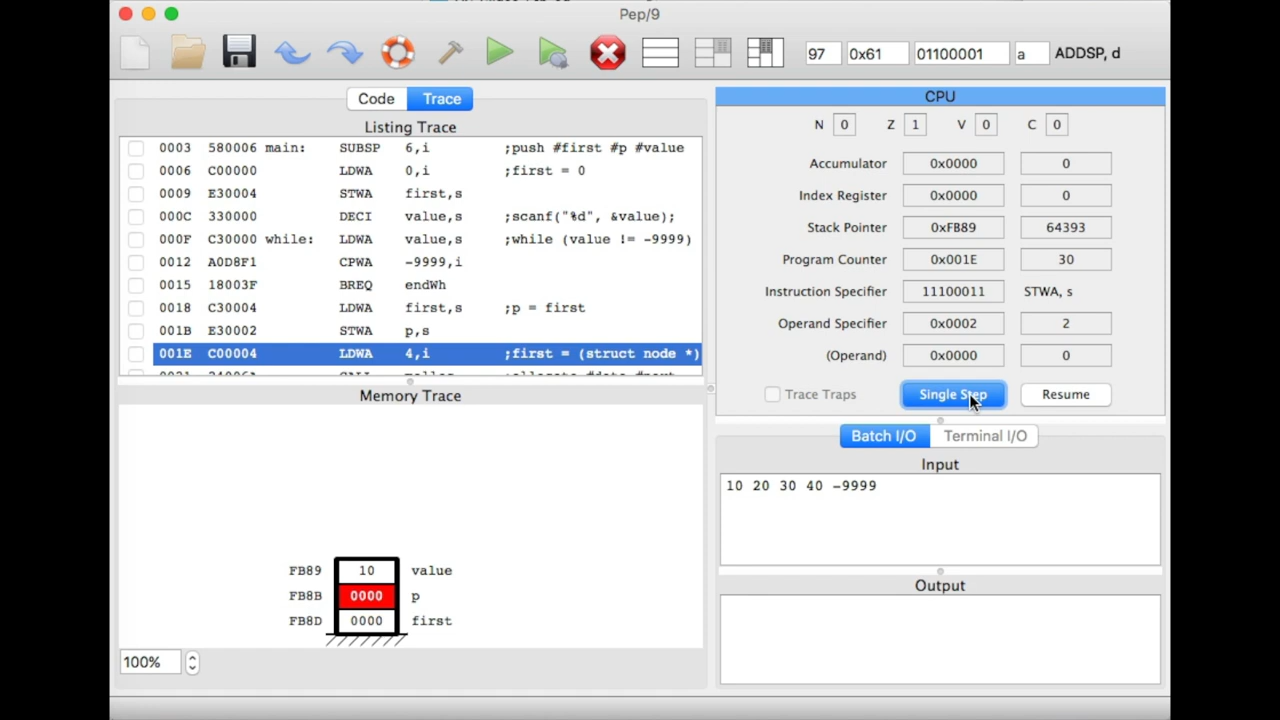 Pep/9
97 0x61 01100001 a ADDSP, d
Code Trace
Listing Trace
0003 580006 main: SUBSP 6,i ;push #first #p #value
0006 C00000 LDWA 0,i ;first = 0
0009 E30004 STWA first,s
000C 330000 DECI value,s ;scanf("%d", &value);
000F C30000 while: LDWA value,s ;while (value != -9999)
0012 A0D8F1 CPWA -9999,i
0015 18003F BREQ endWh
0018 C30004 LDWA first,s ;p = first
001B E30002 STWA p,s
001E C00004 LDWA 4,i ;first = (struct node *)
Memory Trace
FB89 10 value
FB8B 0000 p
FB8D 0000 first
100%
CPU
N 0 Z 1 V 0 C 0
Accumulator 0x0000 0
Index Register 0x0000 0
Stack Pointer 0xFB89 64393
Program Counter 0x001E 30
Instruction Specifier 11100011 STWA, s
Operand Specifier 0x0002 2
(Operand) 0x0000 0
Trace Traps Single Step Resume
Batch I/O Terminal I/O
Input
10 20 30 40 -9999
Output